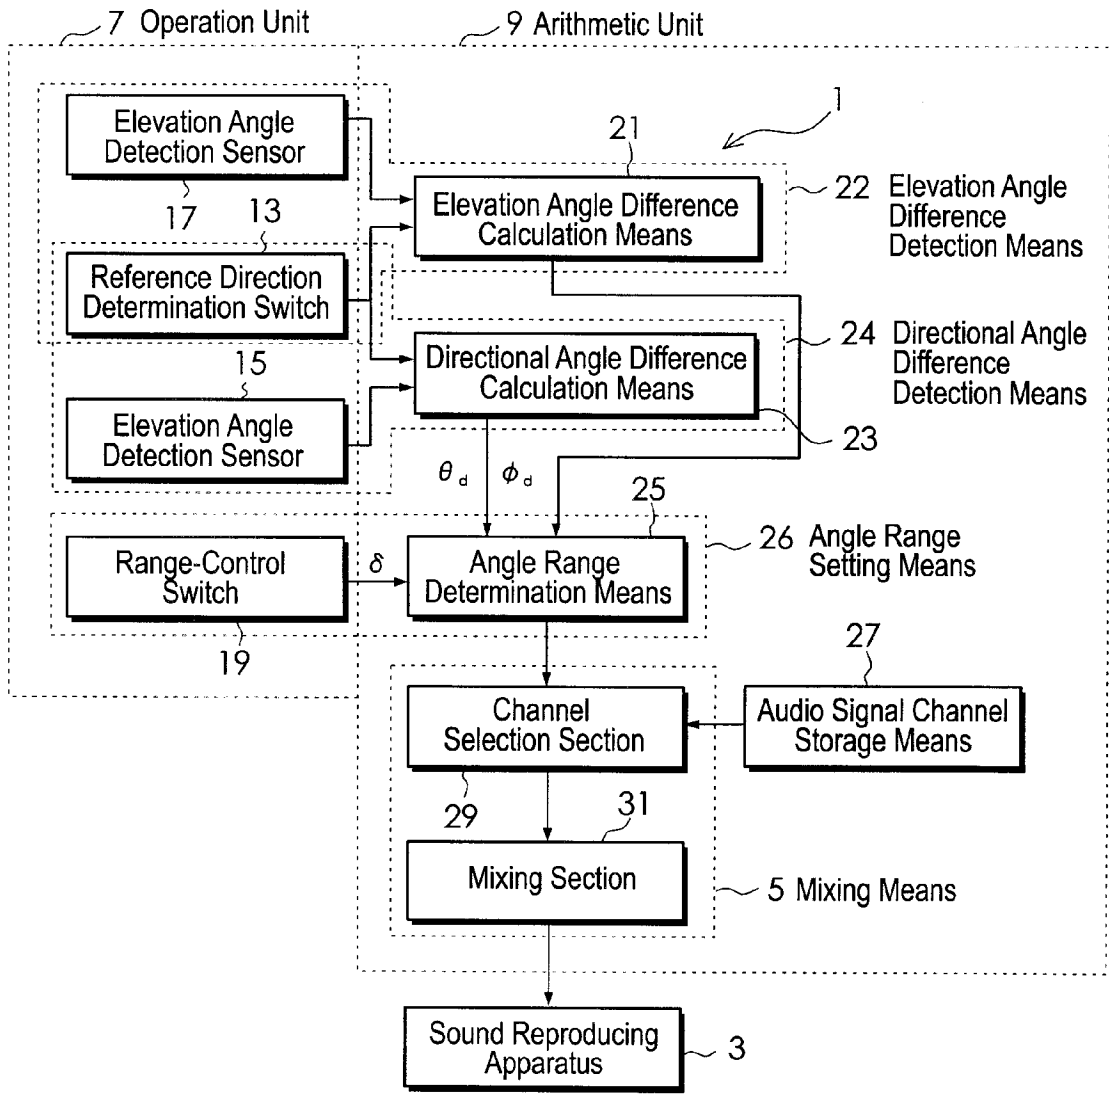 7 Operation Unit
9 Arithmetic Unit
1
Elevation Angle
Detection Sensor
17
13
21
Elevation Angle Difference
Calculation Means
22 Elevation Angle
Difference
Detection Means
Reference Direction
Determination Switch
15
Directional Angle Difference
Calculation Means
23
24 Directional Angle
Difference
Detection Means
Elevation Angle
Detection Sensor
θd ϕd
25
Range-Control
Switch
19
δ
Angle Range
Determination Means
26 Angle Range
Setting Means
27
Channel
Selection Section
29
Audio Signal Channel
Storage Means
31
Mixing Section
5 Mixing Means
Sound Reproducing
Apparatus
3